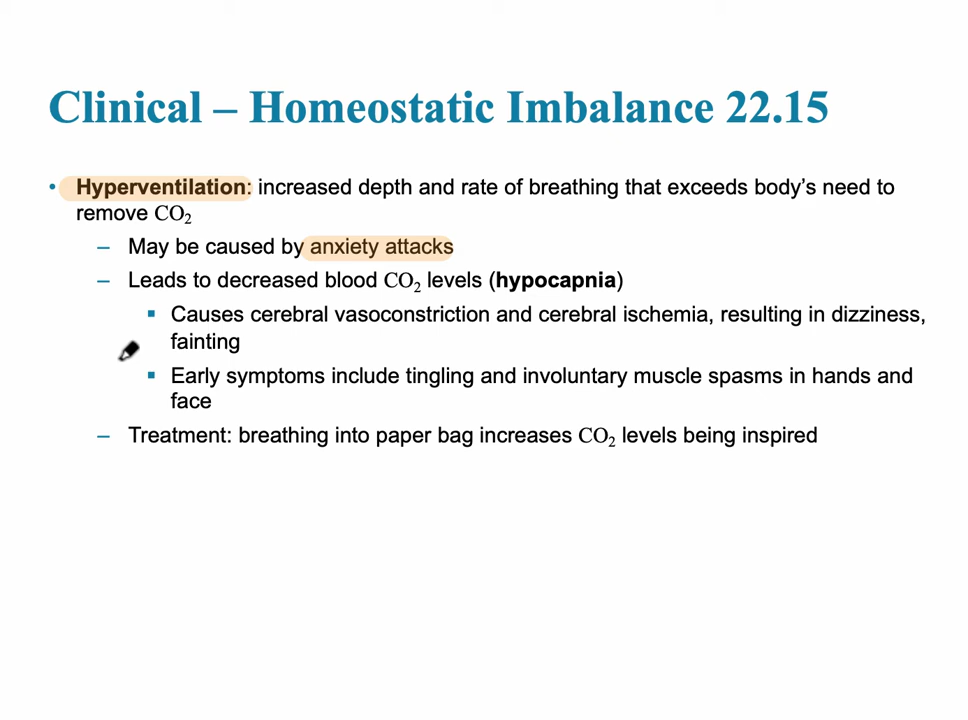 Clinical – Homeostatic Imbalance 22.15
• Hyperventilation: increased depth and rate of breathing that exceeds body’s need to
remove CO₂
– May be caused by anxiety attacks
– Leads to decreased blood CO₂ levels (hypocapnia)
▪ Causes cerebral vasoconstriction and cerebral ischemia, resulting in dizziness,
fainting
▪ Early symptoms include tingling and involuntary muscle spasms in hands and
face
– Treatment: breathing into paper bag increases CO₂ levels being inspired